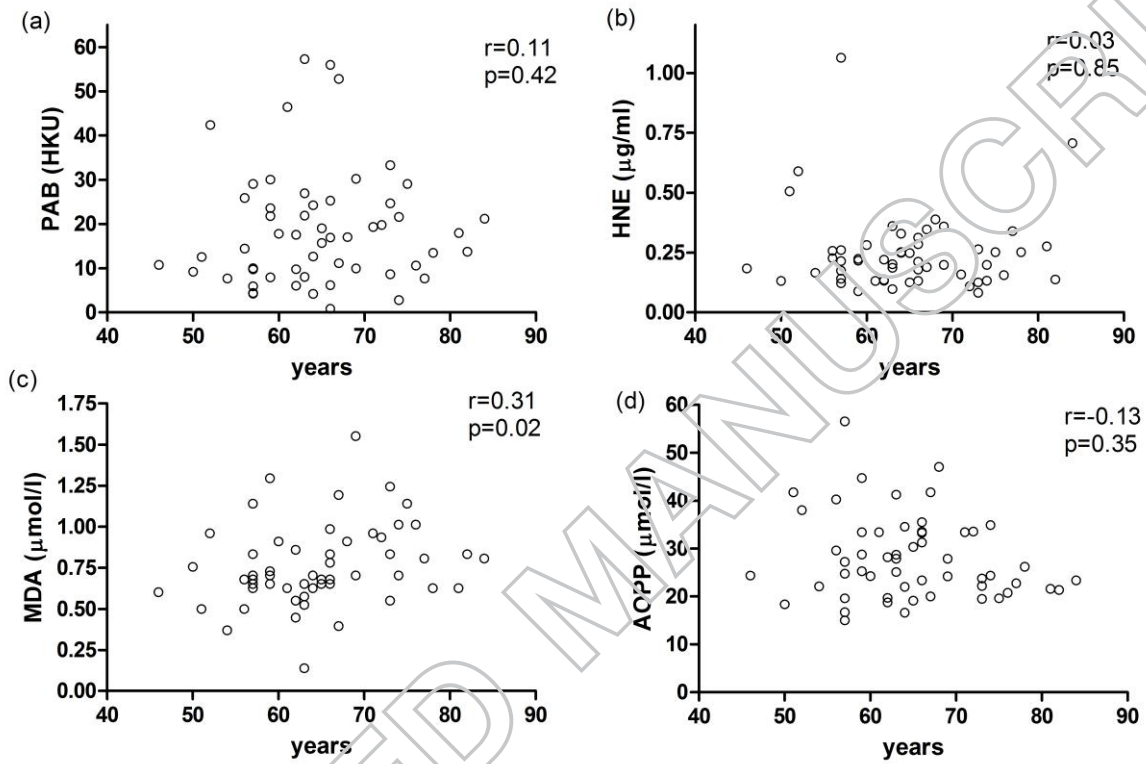 (a)
r=0.11
p=0.42
PAB (HKU)
60
50
40
30
20
10
0
40 50 60 70 80 90
years
(b)
r=0.03
p=0.85
HNE (µg/ml)
1.00
0.75
0.50
0.25
0.00
40 50 60 70 80 90
years
(c)
r=0.31
p=0.02
MDA (µmol/l)
1.75
1.50
1.25
1.00
0.75
0.50
0.25
0.00
40 50 60 70 80 90
years
(d)
r=-0.13
p=0.35
AOPP (µmol/l)
60
50
40
30
20
10
0
40 50 60 70 80 90
years
ED MANUSCRI